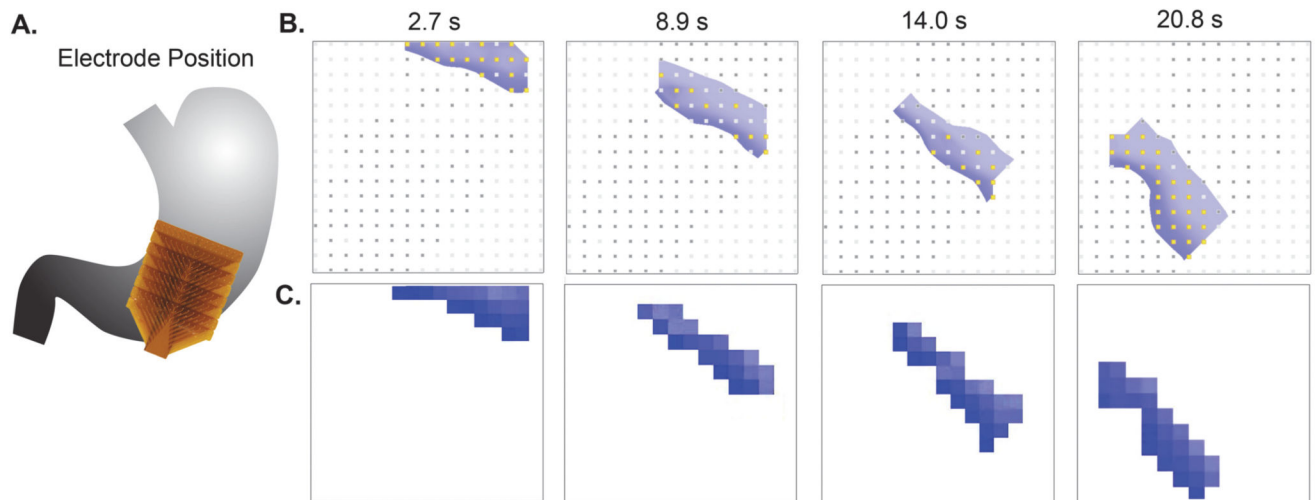 A.
Electrode Position
B.
2.7 s
8.9 s
14.0 s
20.8 s
C.